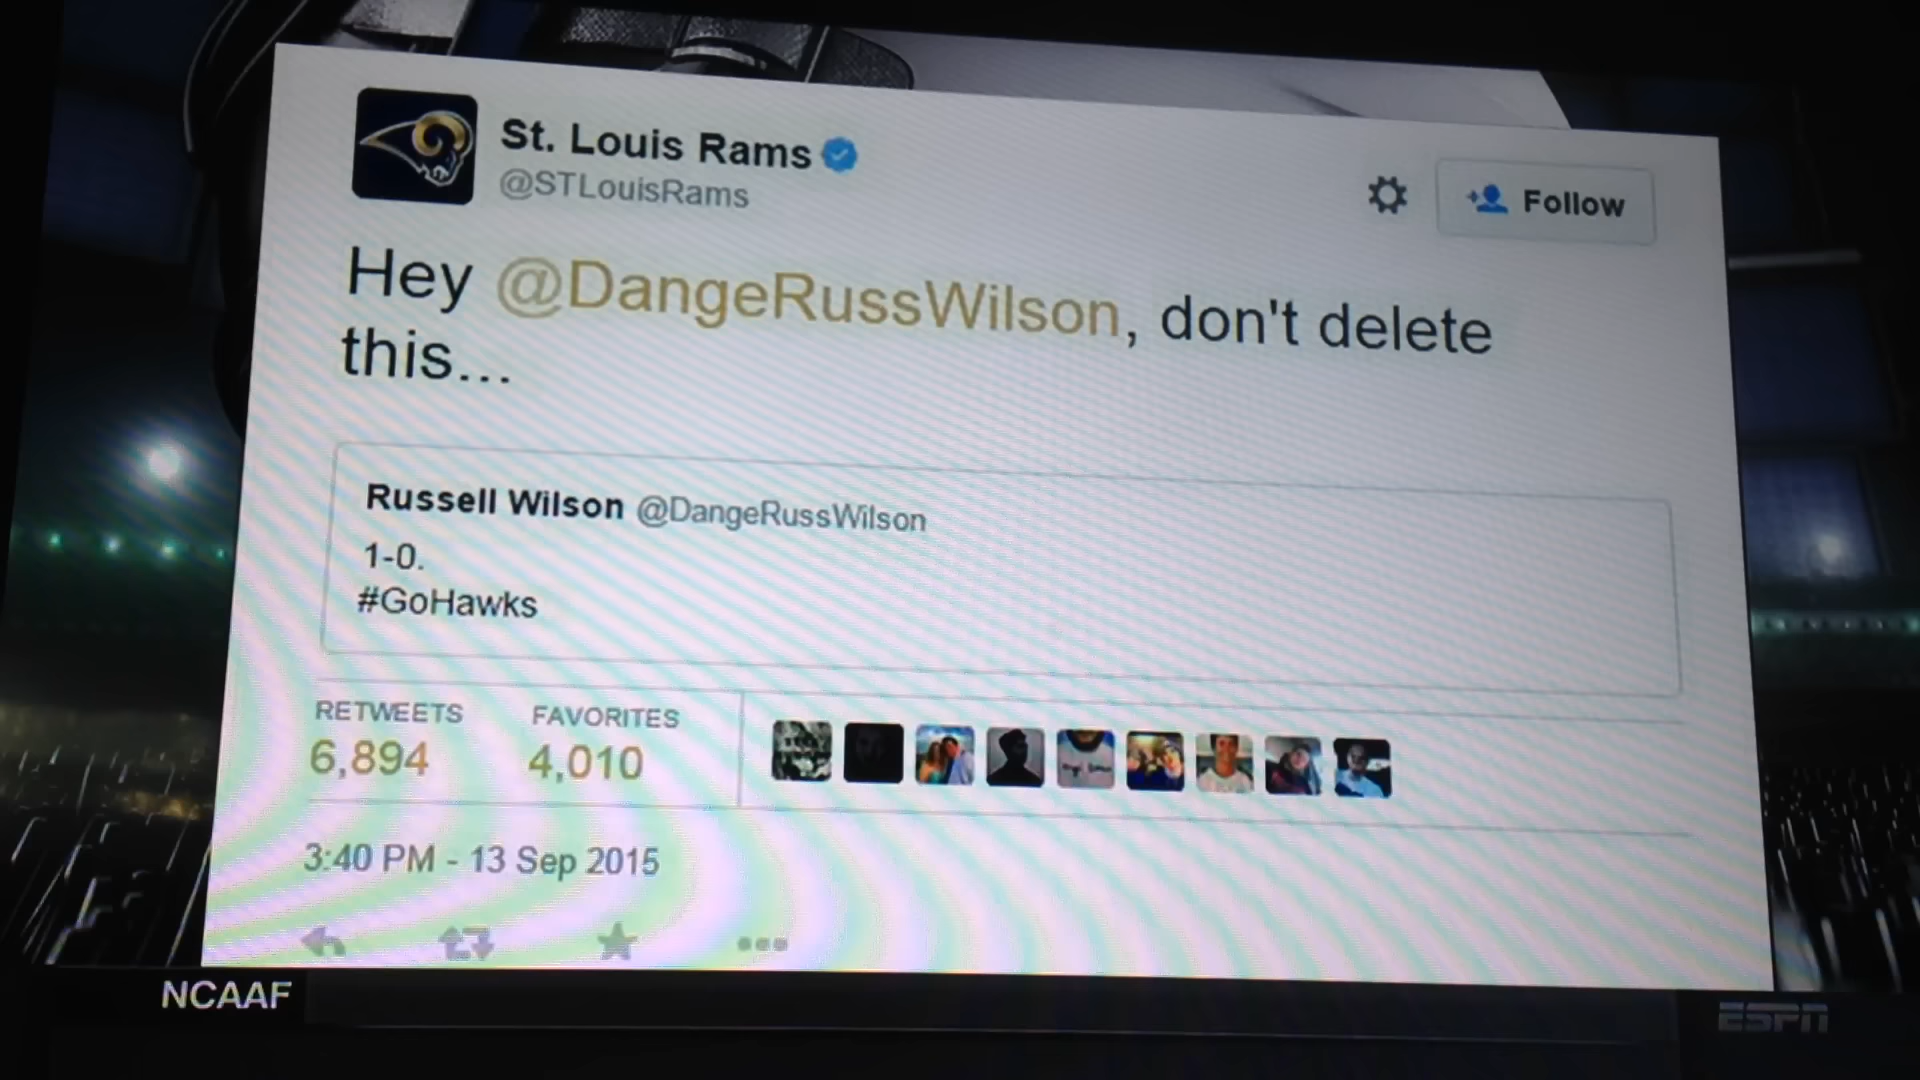 St. Louis Rams
@STLouisRams
Follow
Hey @DangeRussWilson, don't delete
this...
Russell Wilson @DangeRussWilson
1-0.
#GoHawks
RETWEETS FAVORITES
6,894 4,010
3:40 PM - 13 Sep 2015
NCAAF
ESPN